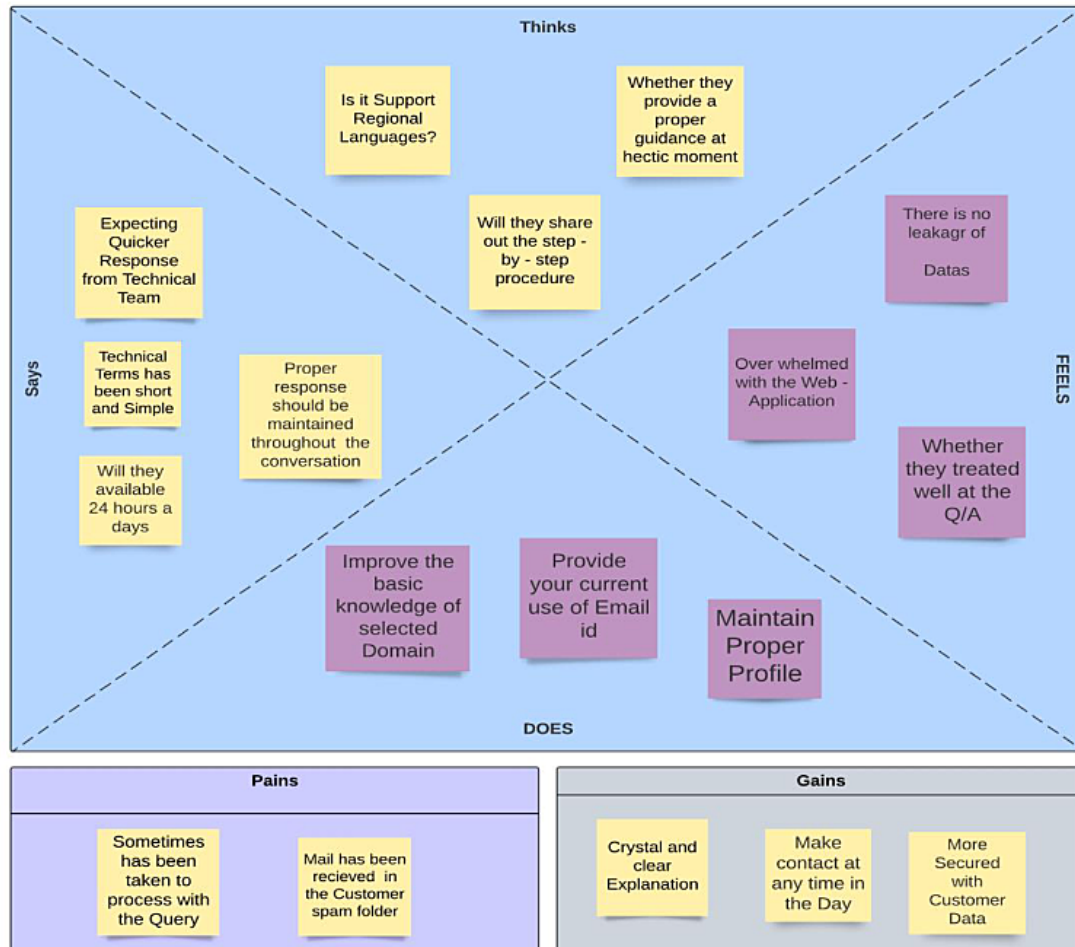 Thinks
Is it Support
Regional
Languages?
Whether they
provide a
proper
guidance at
hectic moment
Will they share
out the step -
by - step
procedure
Says
Expecting
Quicker
Response
from Technical
Team
Technical
Terms has
been short
and Simple
Proper
response
should be
maintained
throughout the
conversation
Will they
available
24 hours a
days
FEELS
There is no
leakagr of
Datas
Over whelmed
with the Web -
Application
Whether
they treated
well at the
Q/A
Improve the
basic
knowledge of
selected
Domain
Provide
your current
use of Email
id
Maintain
Proper
Profile
DOES
Pains
Sometimes
has been
taken to
process with
the Query
Mail has been
recieved in
the Customer
spam folder
Gains
Crystal and
clear
Explanation
Make
contact at
any time in
the Day
More
Secured
with
Customer
Data